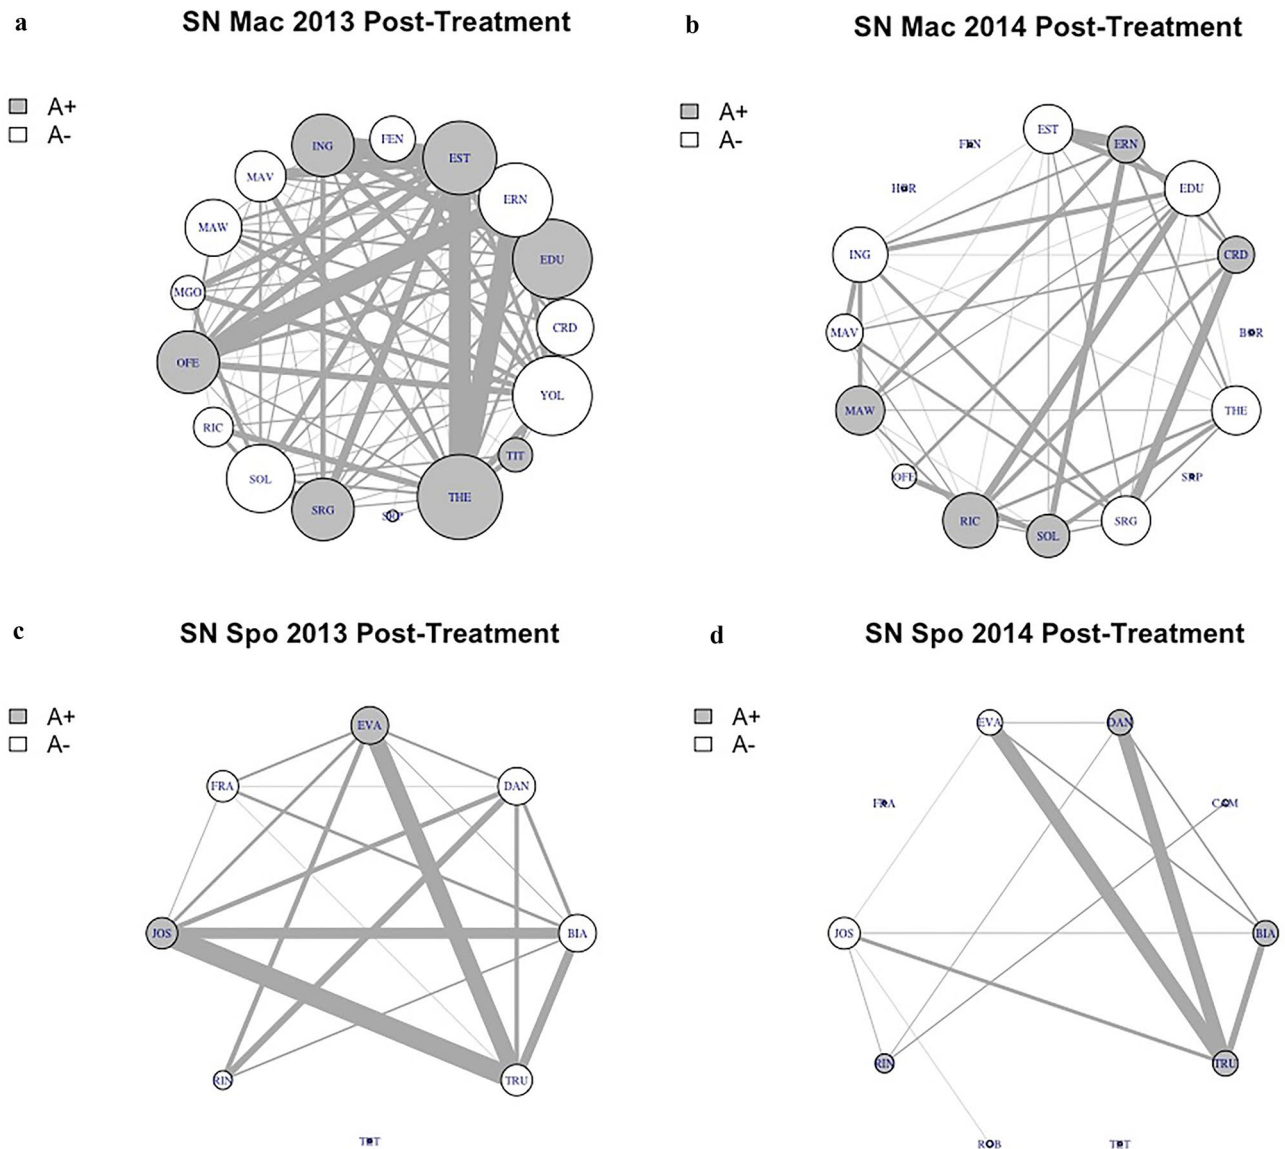 a
SN Mac 2013 Post-Treatment
A+
A-
ING
FEN
EST
MAV
ERN
MAW
EDU
MGO
CRD
OFE
YOL
RIC
TIT
SOL
THE
SRG
SRP
b
SN Mac 2014 Post-Treatment
A+
A-
EST
FEN
ERN
HOR
EDU
ING
CRD
MAV
BOR
MAW
THE
OFE
SRP
RIC
SRG
SOL
c
SN Spo 2013 Post-Treatment
A+
A-
EVA
FRA
DAN
JOS
BIA
RIN
TRU
d
SN Spo 2014 Post-Treatment
A+
A-
EVA
DAN
FRA
CAM
JOS
BIA
RIN
TRU
ROB